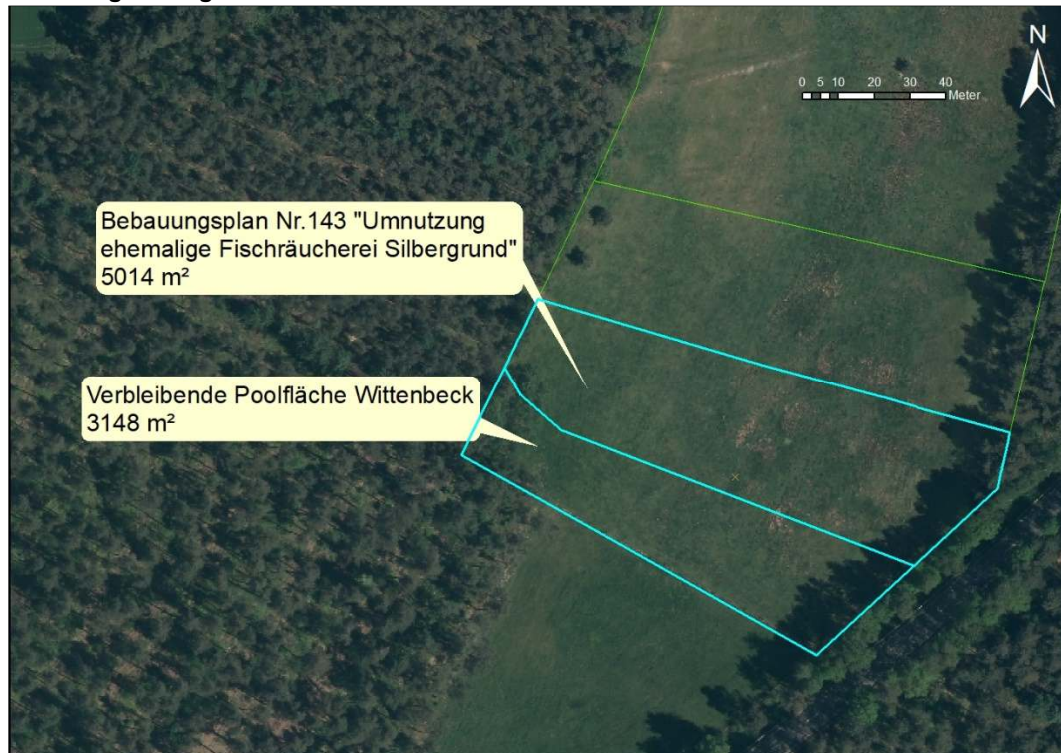 N
0 5 10 20 30 40
Meter
Bebauungsplan Nr.143 "Umnutzung
ehemalige Fischräucherei Silbergrund"
5014 m²
Verbleibende Poolfläche Wittenbeck
3148 m²